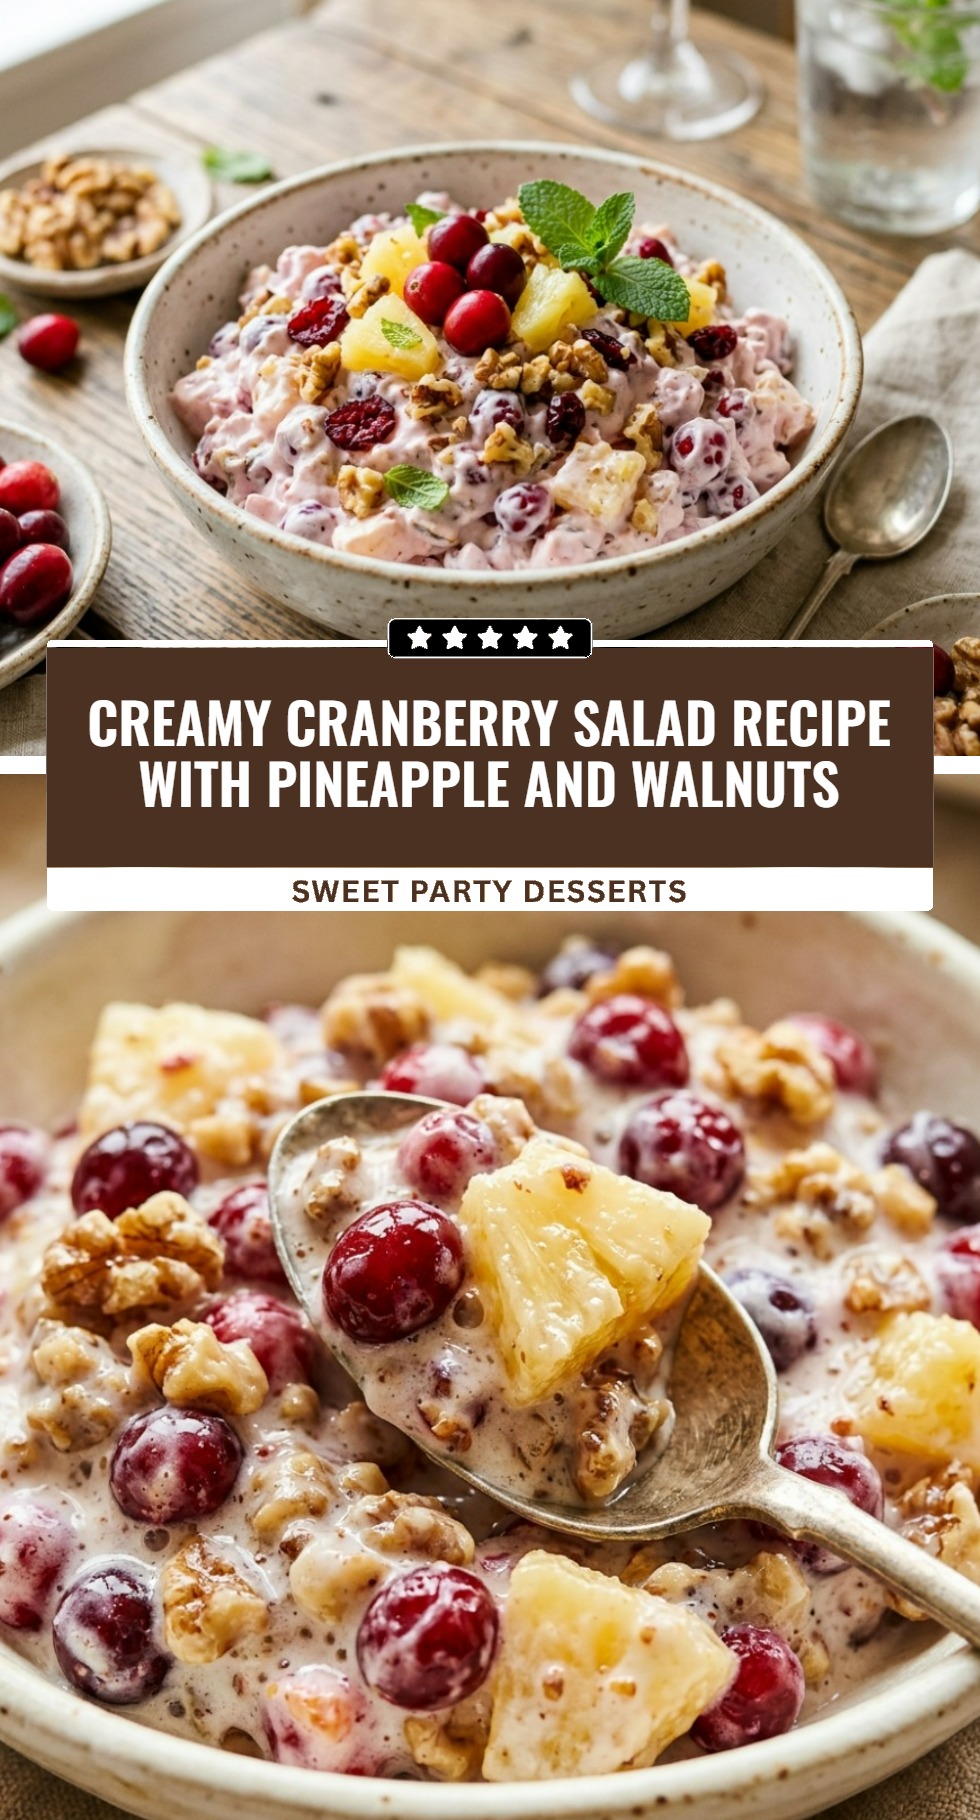 CREAMY CRANBERRY SALAD RECIPE
WITH PINEAPPLE AND WALNUTS
SWEET PARTY DESSERTS